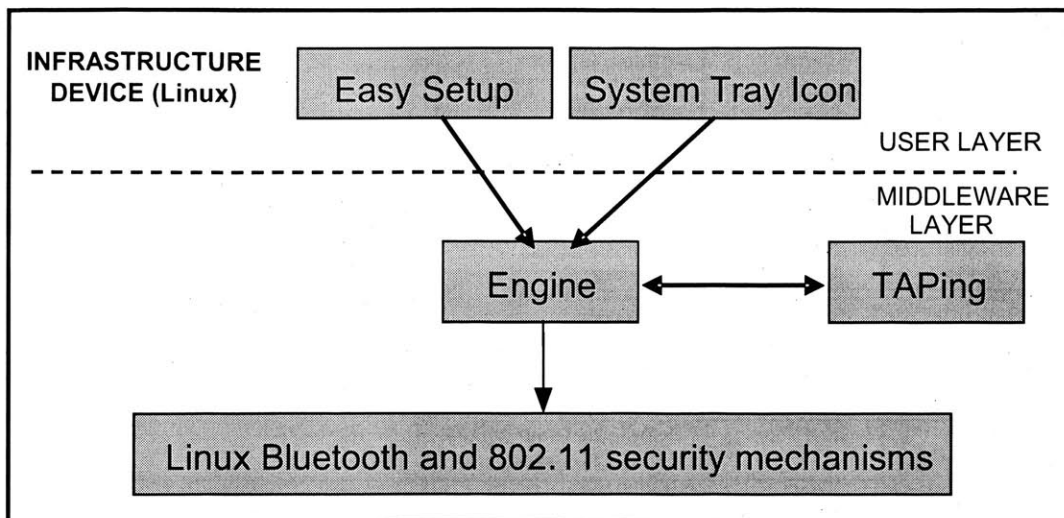 INFRASTRUCTURE
DEVICE (Linux)
Easy Setup
System Tray Icon
USER LAYER
MIDDLEWARE
LAYER
Engine
TAPing
Linux Bluetooth and 802.11 security mechanisms